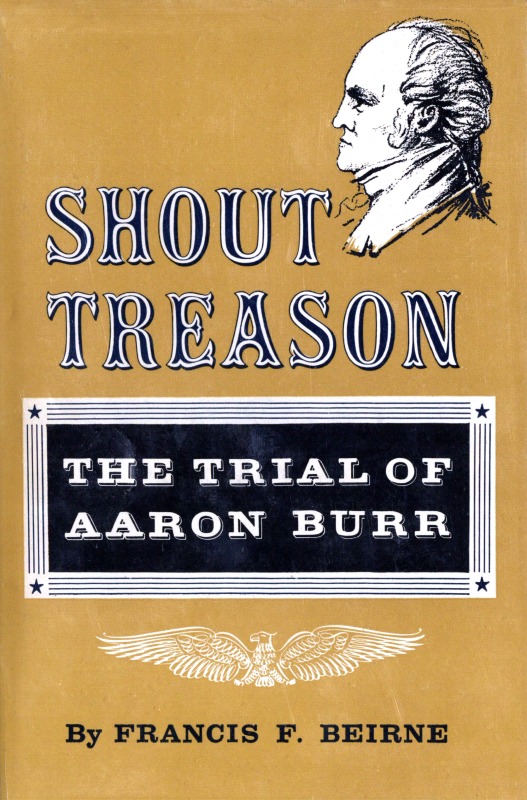 SHOUT
TREASON
THE TRIAL OF
AARON BURR
By FRANCIS F. BEIRNE